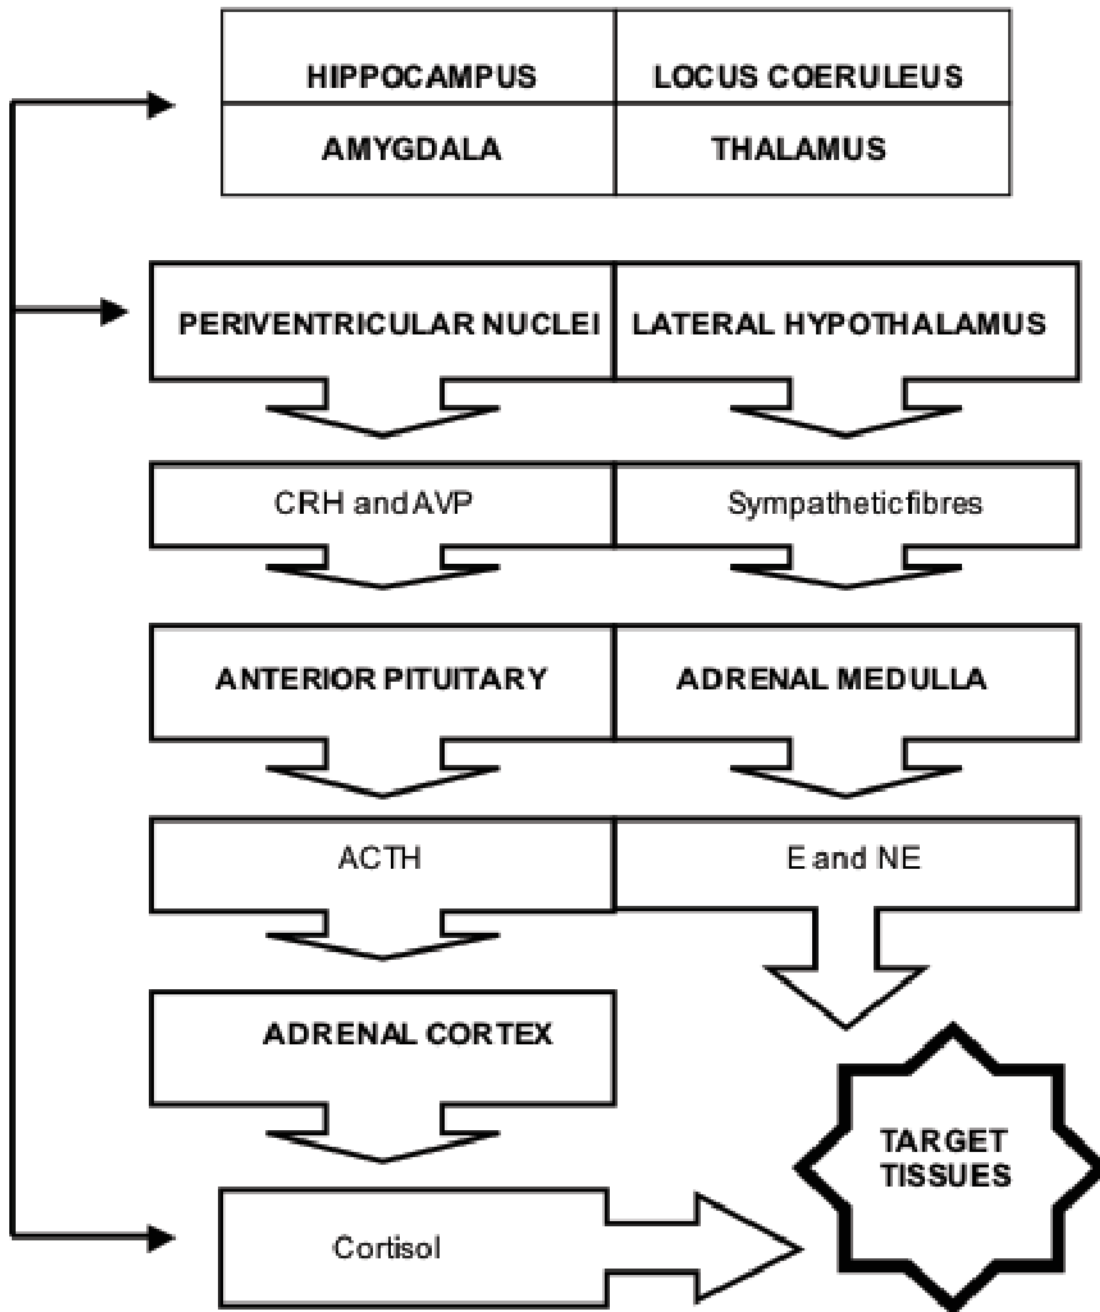 HIPPOCAMPUS
LOCUS COERULEUS
AMYGDALA
THALAMUS
PERIVENTRICULAR NUCLEI
LATERAL HYPOTHALAMUS
CRH and AVP
Sympathetic fibres
ANTERIOR PITUITARY
ADRENAL MEDULLA
ACTH
E and NE
ADRENAL CORTEX
TARGET
TISSUES
Cortisol